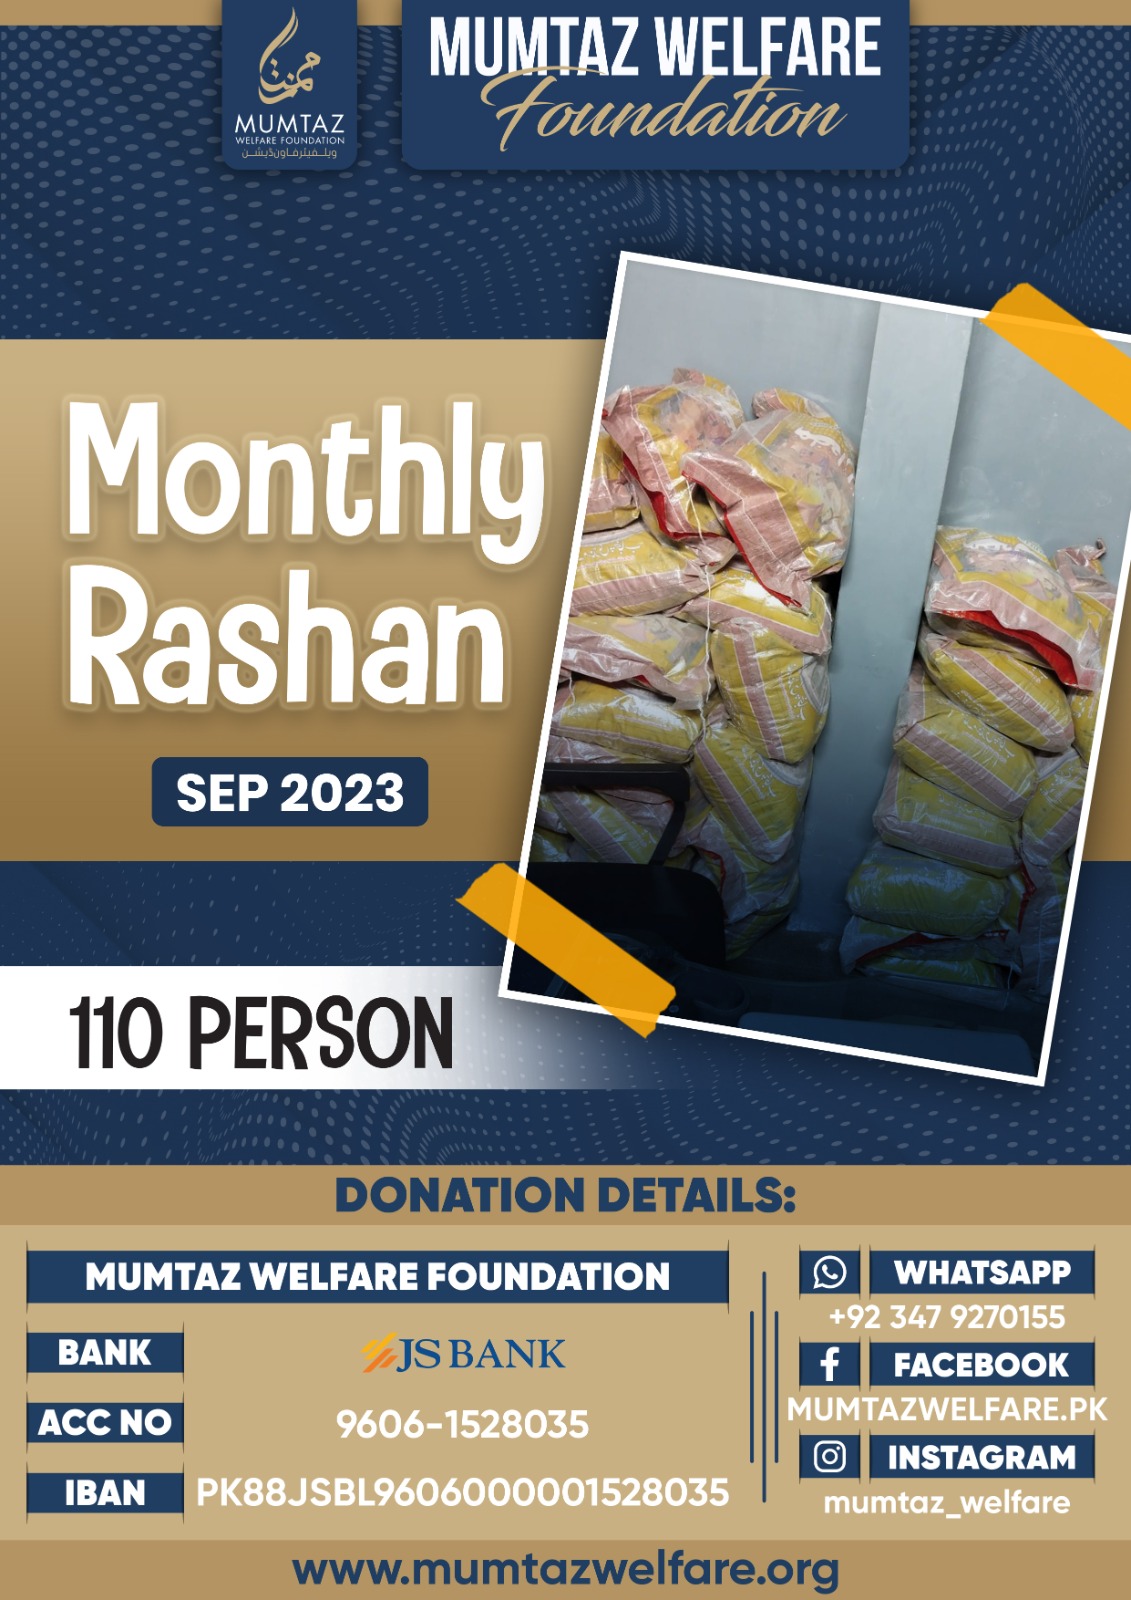 ممتاز
MUMTAZ
WELFARE FOUNDATION
ویلفیئرفاونڈیشن
MUMTAZ WELFARE
Foundation
Monthly
Rashan
SEP 2023
110 PERSON
DONATION DETAILS:
MUMTAZ WELFARE FOUNDATION
BANK
JS BANK
ACC NO
9606-1528035
IBAN
PK88JSBL9606000001528035
WHATSAPP
+92 347 9270155
FACEBOOK
MUMTAZWELFARE.PK
INSTAGRAM
mumtaz_welfare
www.mumtazwelfare.org